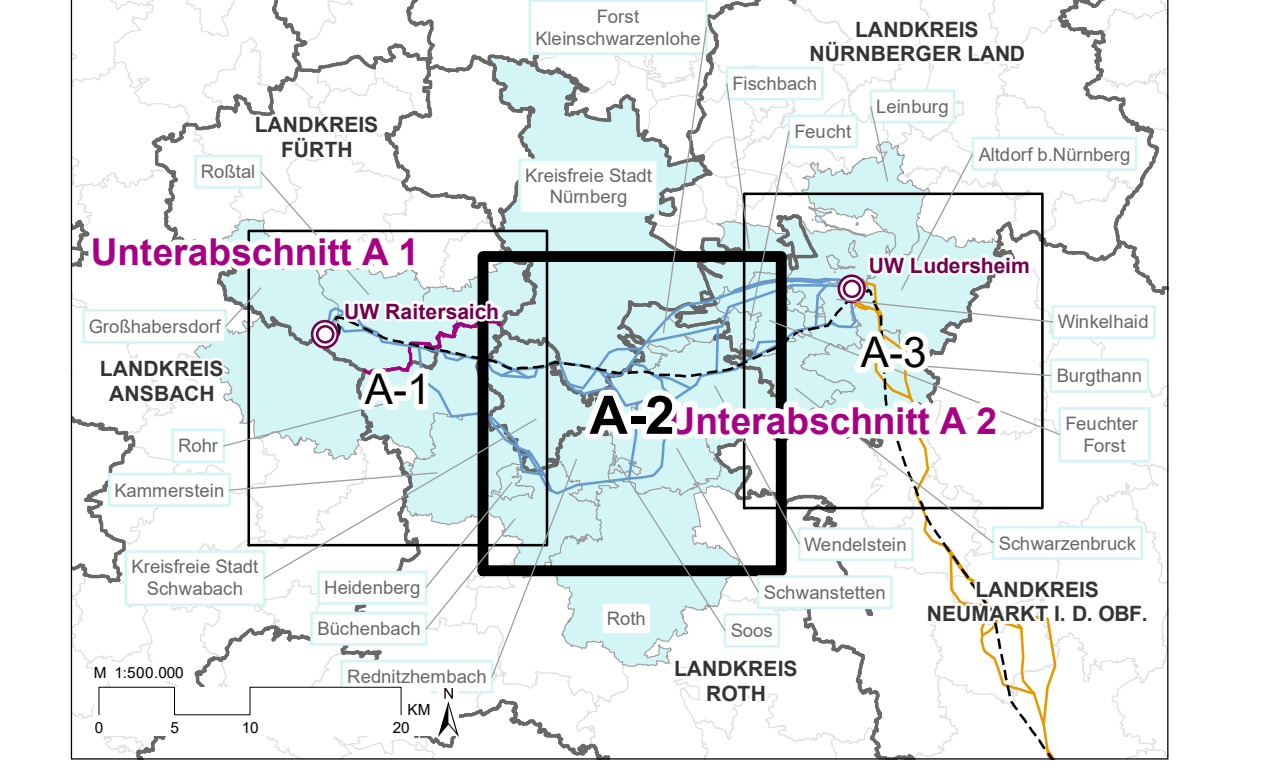 Forst
Kleinschwarzenlohe
LANDKREIS
NÜRNBERGER LAND
Fischbach
Leinburg
LANDKREIS
FÜRTH
Feucht
Altdorf b.Nürnberg
Roßtal
Kreisfreie Stadt
Nürnberg
Unterabschnitt A 1
UW Ludersheim
UW Raitersaich
Großhabersdorf
Winkelhaid
LANDKREIS
ANSBACH
A-1
A-3
Burgthann
A-2
Unterabschnitt A 2
Feuchter
Forst
Rohr
Kammerstein
Wendelstein
Schwarzenbruck
Kreisfreie Stadt
Schwabach
Heidenberg
Schwanstetten
LANDKREIS
NEUMARKT I. D. OBF.
Büchenbach
Roth
Soos
Rednitzhembach
LANDKREIS
ROTH
M 1:500.000
N
KM
0 5 10 20